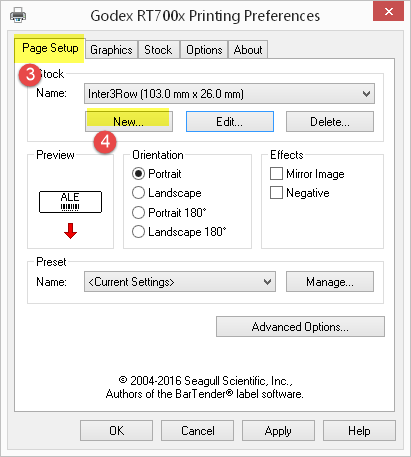 Godex RT700x Printing Preferences
Page Setup Graphics Stock Options About
3
Stock
Name: Inter3Row (103.0 mm x 26.0 mm)
New... Edit... Delete...
4
Preview Orientation Effects
ALE
Portrait
Landscape
Portrait 180°
Landscape 180°
Mirror Image
Negative
Preset
Name: <Current Settings> Manage...
Advanced Options...
© 2004-2016 Seagull Scientific, Inc.,
Authors of the BarTender® label software.
OK Cancel Apply Help